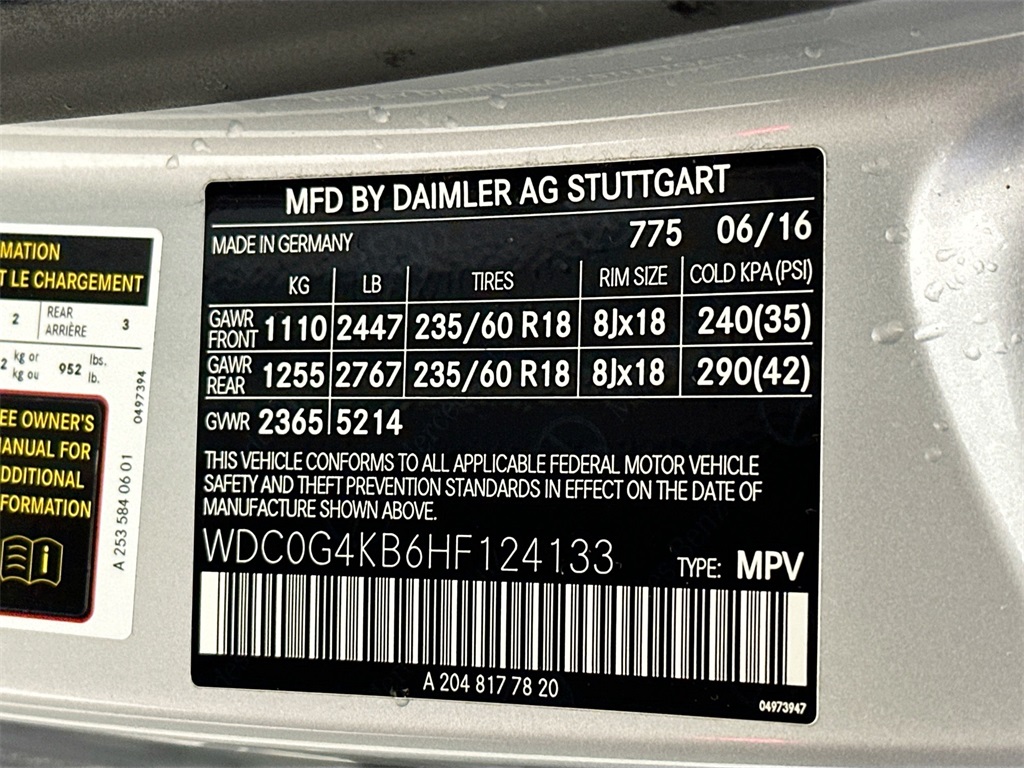 MFD BY DAIMLER AG STUTTGART
MADE IN GERMANY 775 06/16
KG LB TIRES RIM SIZE COLD KPA (PSI)
GAWR FRONT 1110 2447 235/60 R18 8Jx18 240(35)
GAWR REAR 1255 2767 235/60 R18 8Jx18 290(42)
GVWR 2365 5214
THIS VEHICLE CONFORMS TO ALL APPLICABLE FEDERAL MOTOR VEHICLE
SAFETY AND THEFT PREVENTION STANDARDS IN EFFECT ON THE DATE OF
MANUFACTURE SHOWN ABOVE.
WDC0G4KB6HF124133 TYPE: MPV
A 204 817 78 20
04973947
MATION
T LE CHARGEMENT
2 REAR ARRIÈRE 3
2 kg or kg ou 952 lbs. lb.
EE OWNER'S
ANUAL FOR
DDITIONAL
FORMATION
i
0497394
A 253 584 06 01